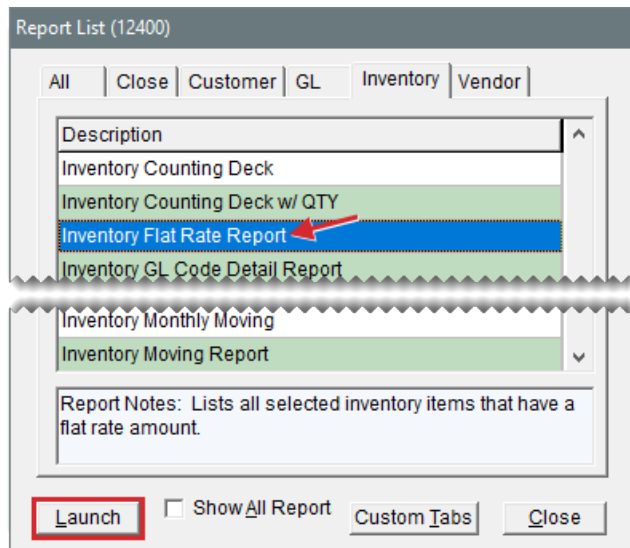 Report List (12400)
All Close Customer GL Inventory Vendor
Description
Inventory Counting Deck
Inventory Counting Deck w/ QTY
Inventory Flat Rate Report
Inventory GL Code Detail Report
Inventory Monthly Moving
Inventory Moving Report
Report Notes: Lists all selected inventory items that have a
flat rate amount.
Launch Show All Report Custom Tabs Close